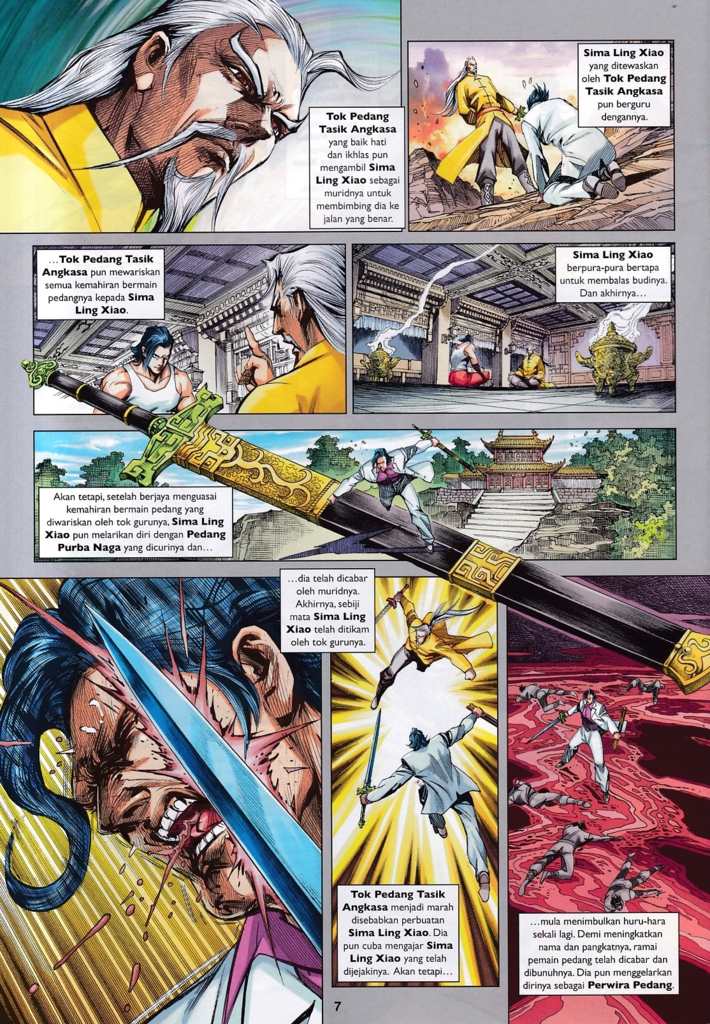 Tok Pedang
Tasik Angkasa
yang baik hati
dan ikhlas pun
mengambil Sima
Ling Xiao sebagai
muridnya untuk
membimbing dia ke
jalan yang benar.
Sima Ling Xiao
yang ditewaskan
oleh Tok Pedang
Tasik Angkasa
pun berguru
dengannya.
...Tok Pedang Tasik
Angkasa pun mewariskan
semua kemahiran bermain
pedangnya kepada Sima
Ling Xiao.
Sima Ling Xiao
berpura-pura bertapa
untuk membalas budinya.
Dan akhirnya...
Akan tetapi, setelah berjaya menguasai
kemahiran bermain pedang yang
diwariskan oleh tok gurunya, Sima Ling
Xiao pun melarikan diri dengan Pedang
Purba Naga yang dicurinya dan...
...dia telah dicabar
oleh muridnya.
Akhirnya, sebiji
mata Sima Ling
Xiao telah ditikam
oleh tok gurunya.
Tok Pedang Tasik
Angkasa menjadi marah
disebabkan perbuatan
Sima Ling Xiao. Dia
pun cuba mengajar Sima
Ling Xiao yang telah
dijejakinya. Akan tetapi...
...mula menimbulkan huru-hara
sekali lagi. Demi meningkatkan
nama dan pangkatnya, ramai
pemain pedang telah dicabar dan
dibunuhnya. Dia pun menggelarkan
dirinya sebagai Perwira Pedang.
7